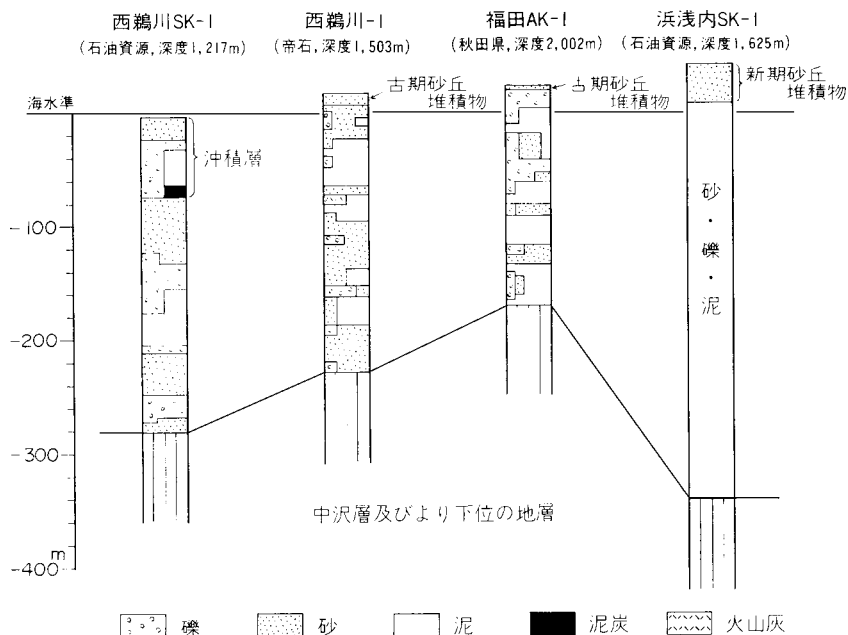 西鵜川SK-1
(石油資源,深度1,217m)
西鵜川-1
(帝石,深度1,503m)
福田AK-1
(秋田県,深度2,002m)
浜浅内SK-1
(石油資源,深度1,625m)
海水準
古期砂丘
堆積物
古期砂丘
堆積物
新期砂丘
堆積物
沖積層
砂・礫・泥
-100
-200
-300
m
-400
中沢層及びより下位の地層
礫
砂
泥
泥炭
火山灰